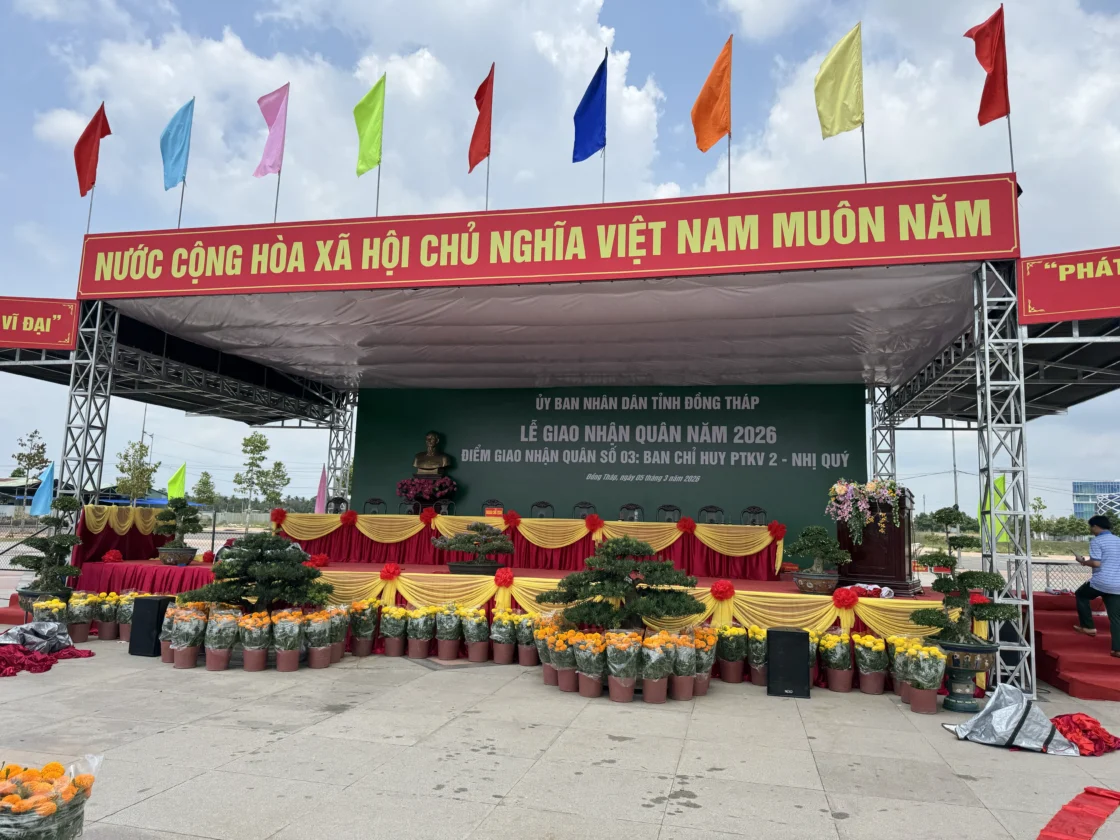 NƯỚC CỘNG HÒA XÃ HỘI CHỦ NGHĨA VIỆT NAM MUÔN NĂM
VĨ ĐẠI”
“PHÁT
ỦY BAN NHÂN DÂN TỈNH ĐỒNG THÁP
LỄ GIAO NHẬN QUÂN NĂM 2026
ĐIỂM GIAO NHẬN QUÂN SỐ 03: BAN CHỈ HUY PTKV 2 - NHỊ QUÝ
Đồng Tháp, ngày 05 tháng 3 năm 2026